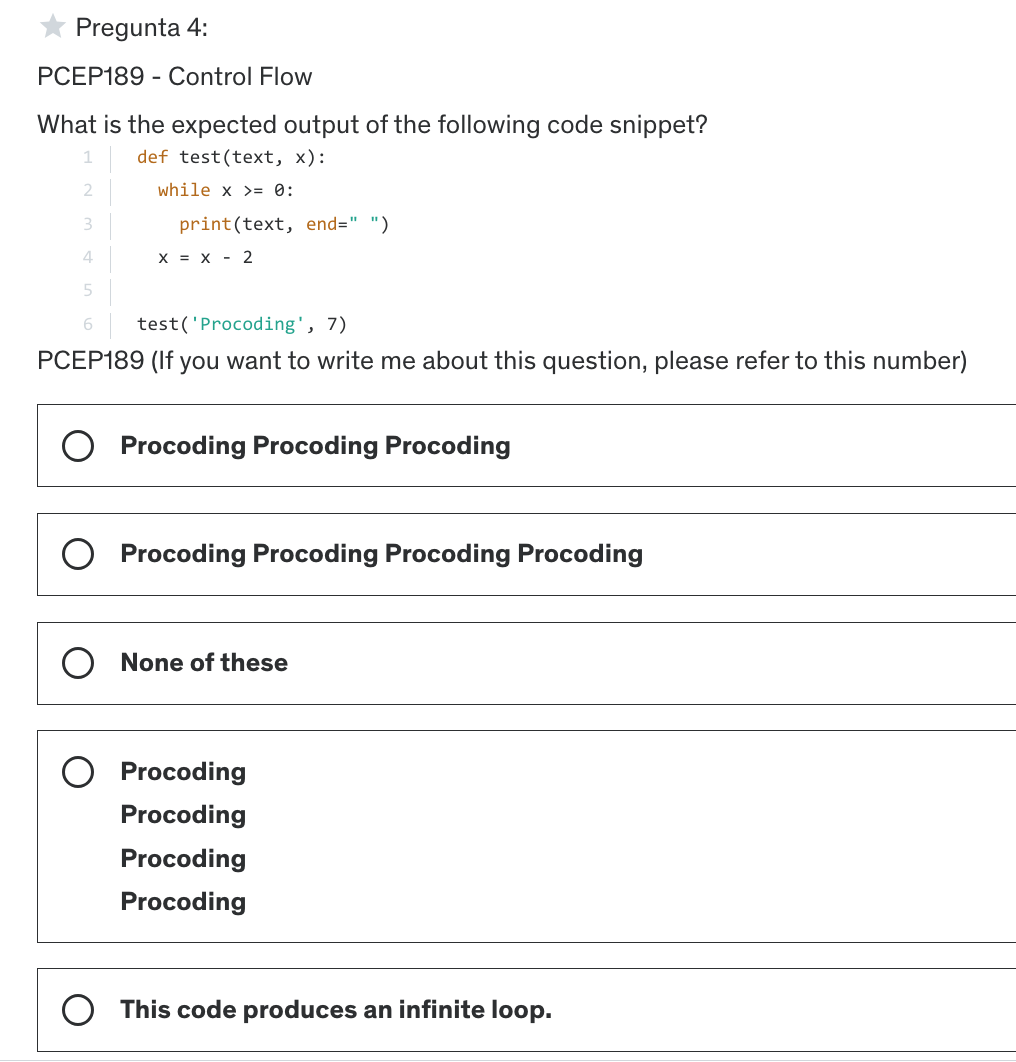 Pregunta 4:
PCEP189 - Control Flow
What is the expected output of the following code snippet?
1 def test(text, x):
2   while x >= 0:
3     print(text, end=" ")
4   x = x - 2
5
6 test('Procoding', 7)
PCEP189 (If you want to write me about this question, please refer to this number)
Procoding Procoding Procoding
Procoding Procoding Procoding Procoding
None of these
Procoding
Procoding
Procoding
Procoding
This code produces an infinite loop.